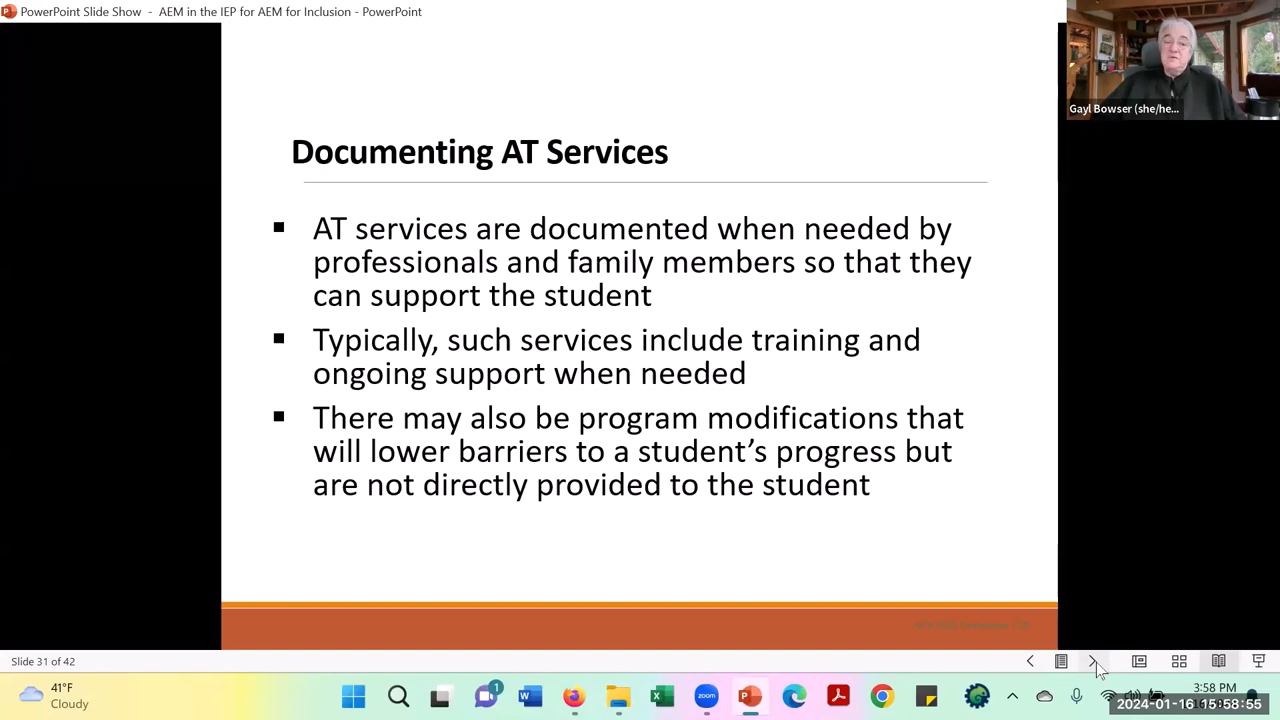 PowerPoint Slide Show - AEM in the IEP for AEM for Inclusion - PowerPoint
Gayl Bowser (she/he...
Documenting AT Services
▪ AT services are documented when needed by
professionals and family members so that they
can support the student
▪ Typically, such services include training and
ongoing support when needed
▪ There may also be program modifications that
will lower barriers to a student's progress but
are not directly provided to the student
Slide 31 of 42
41°F
Cloudy
1
zoom
3:58 PM
2024-01-16 15:58:55